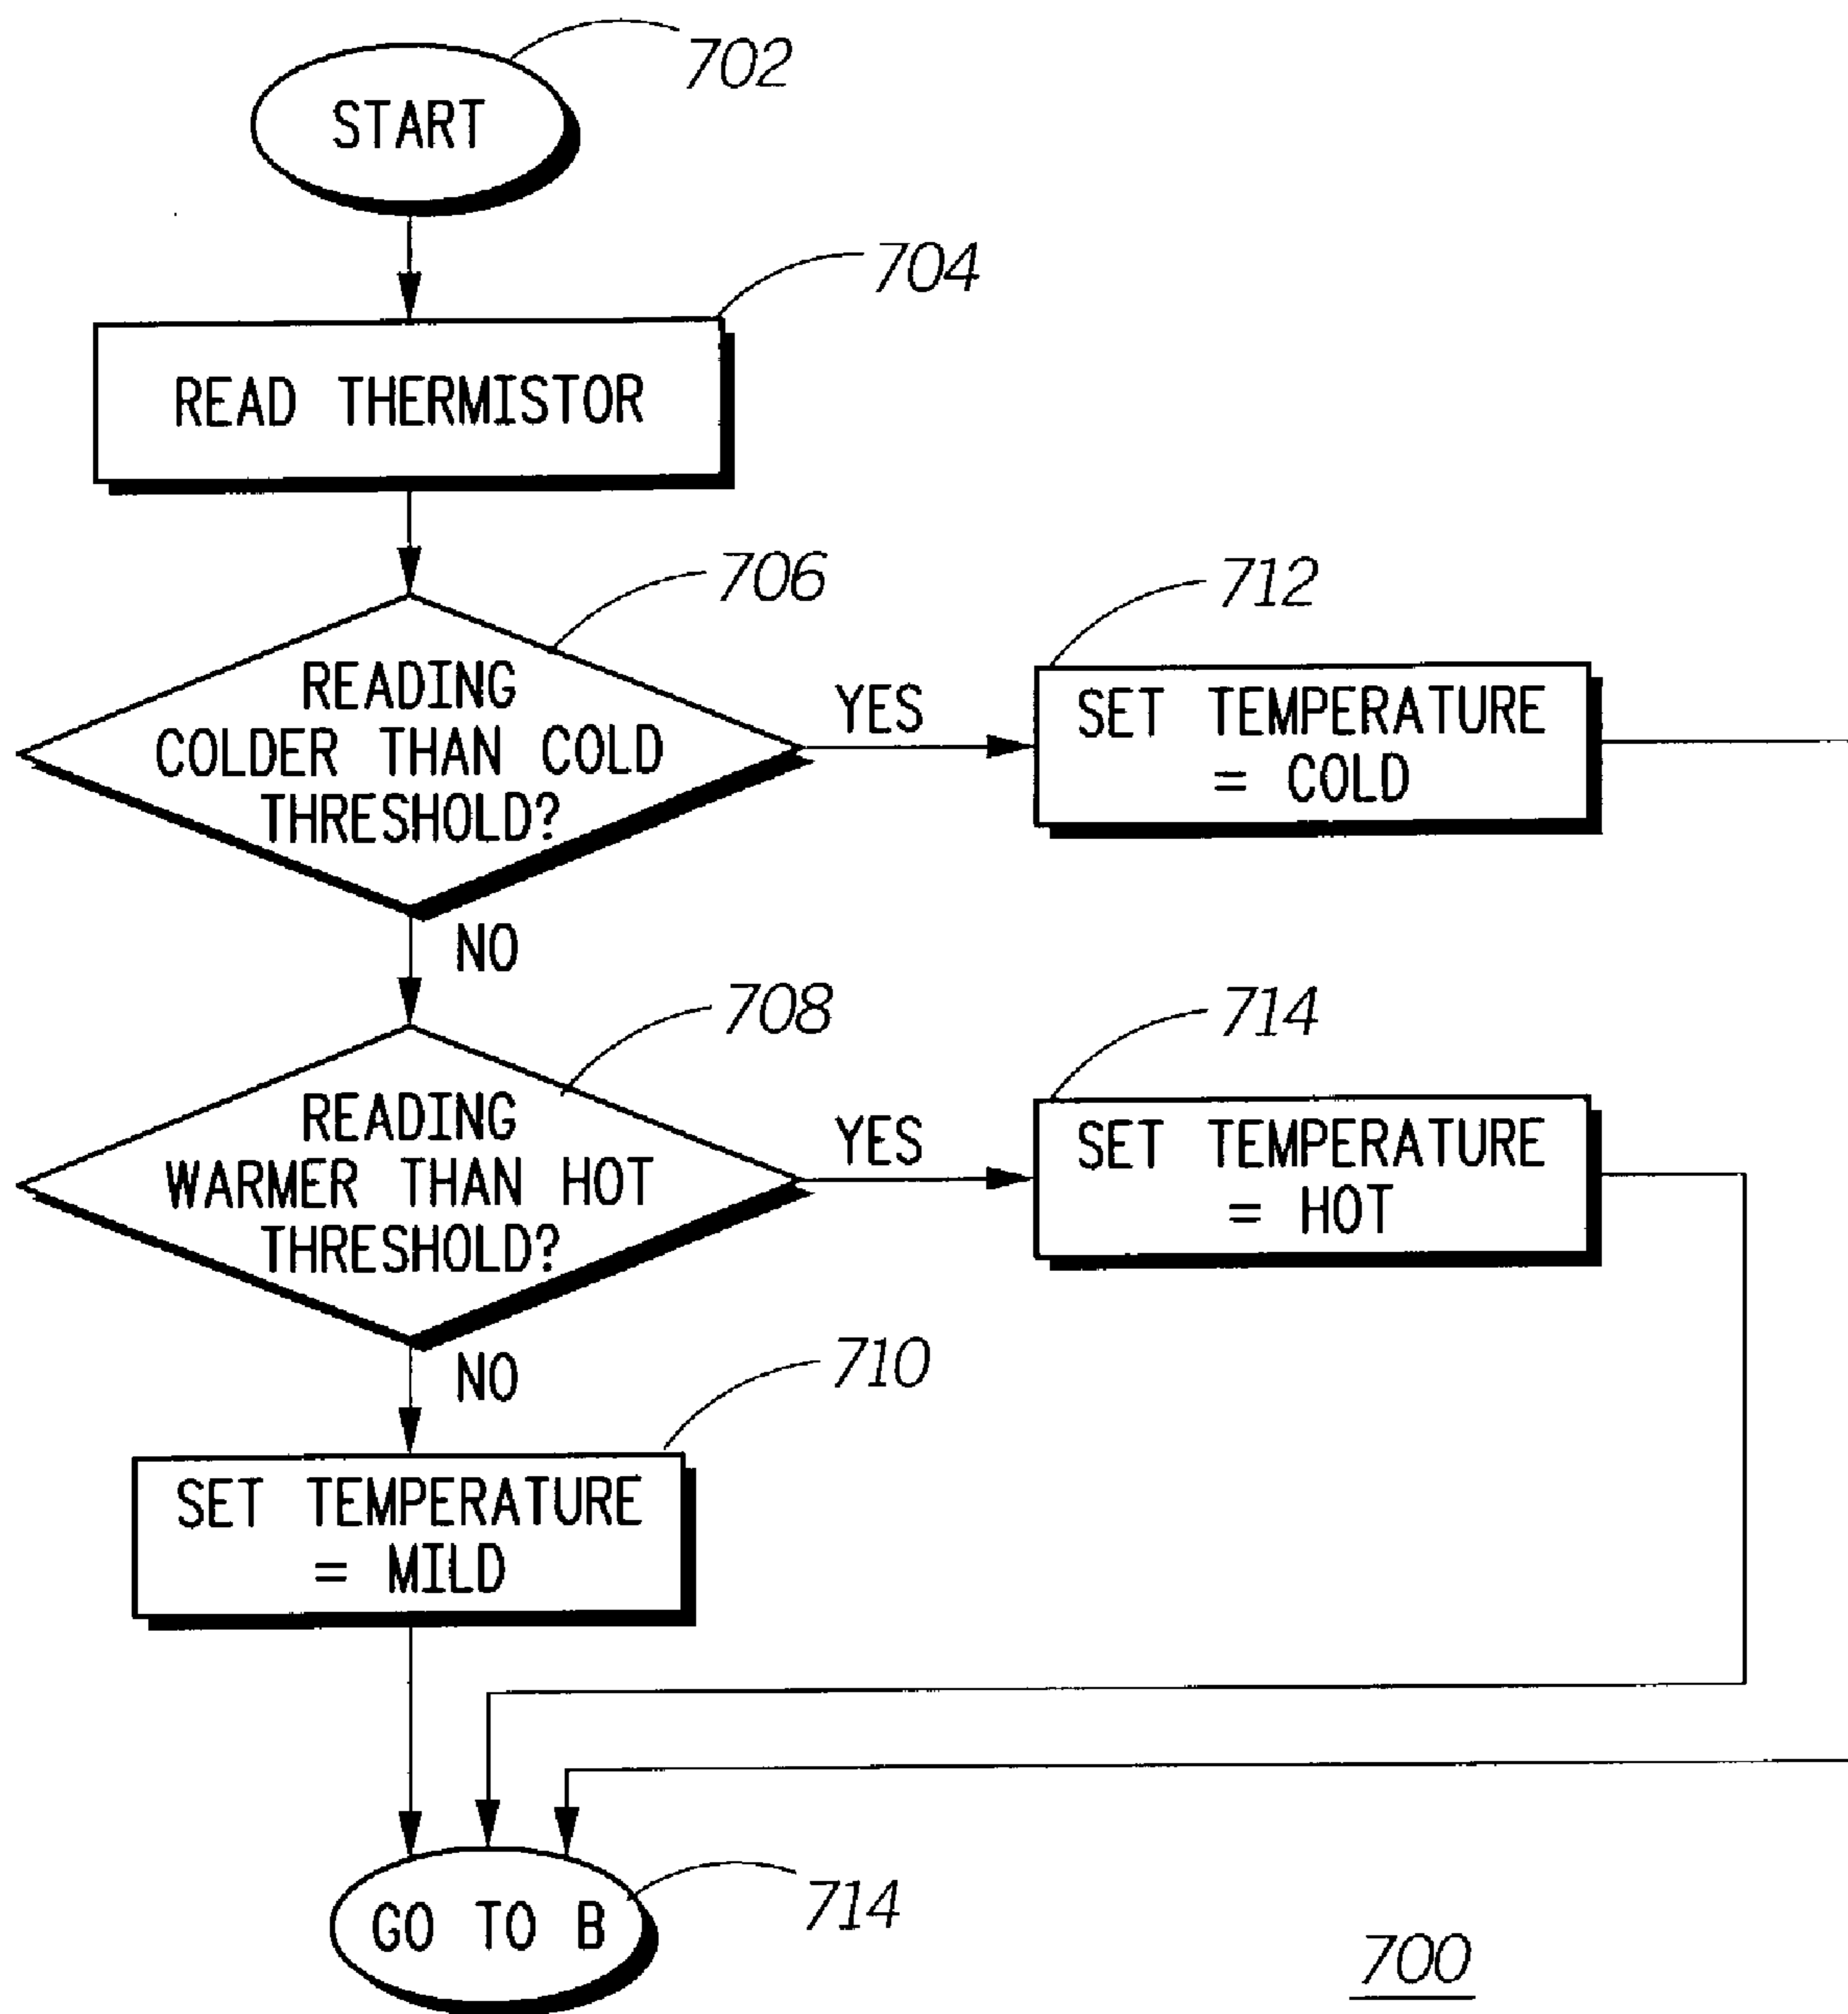 702
START
704
READ THERMISTOR
706
READING
COLDER THAN COLD
THRESHOLD?
YES
712
SET TEMPERATURE
= COLD
NO
708
READING
WARMER THAN HOT
THRESHOLD?
YES
714
SET TEMPERATURE
= HOT
NO
710
SET TEMPERATURE
= MILD
GO TO B
714
700